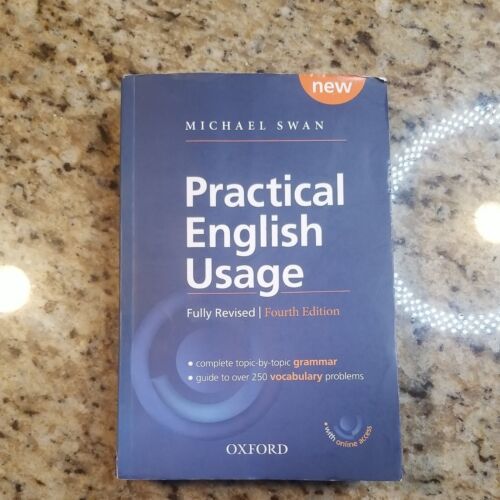 new
MICHAEL SWAN
Practical
English
Usage
Fully Revised | Fourth Edition
• complete topic-by-topic grammar
• guide to over 250 vocabulary problems
• with online access
OXFORD